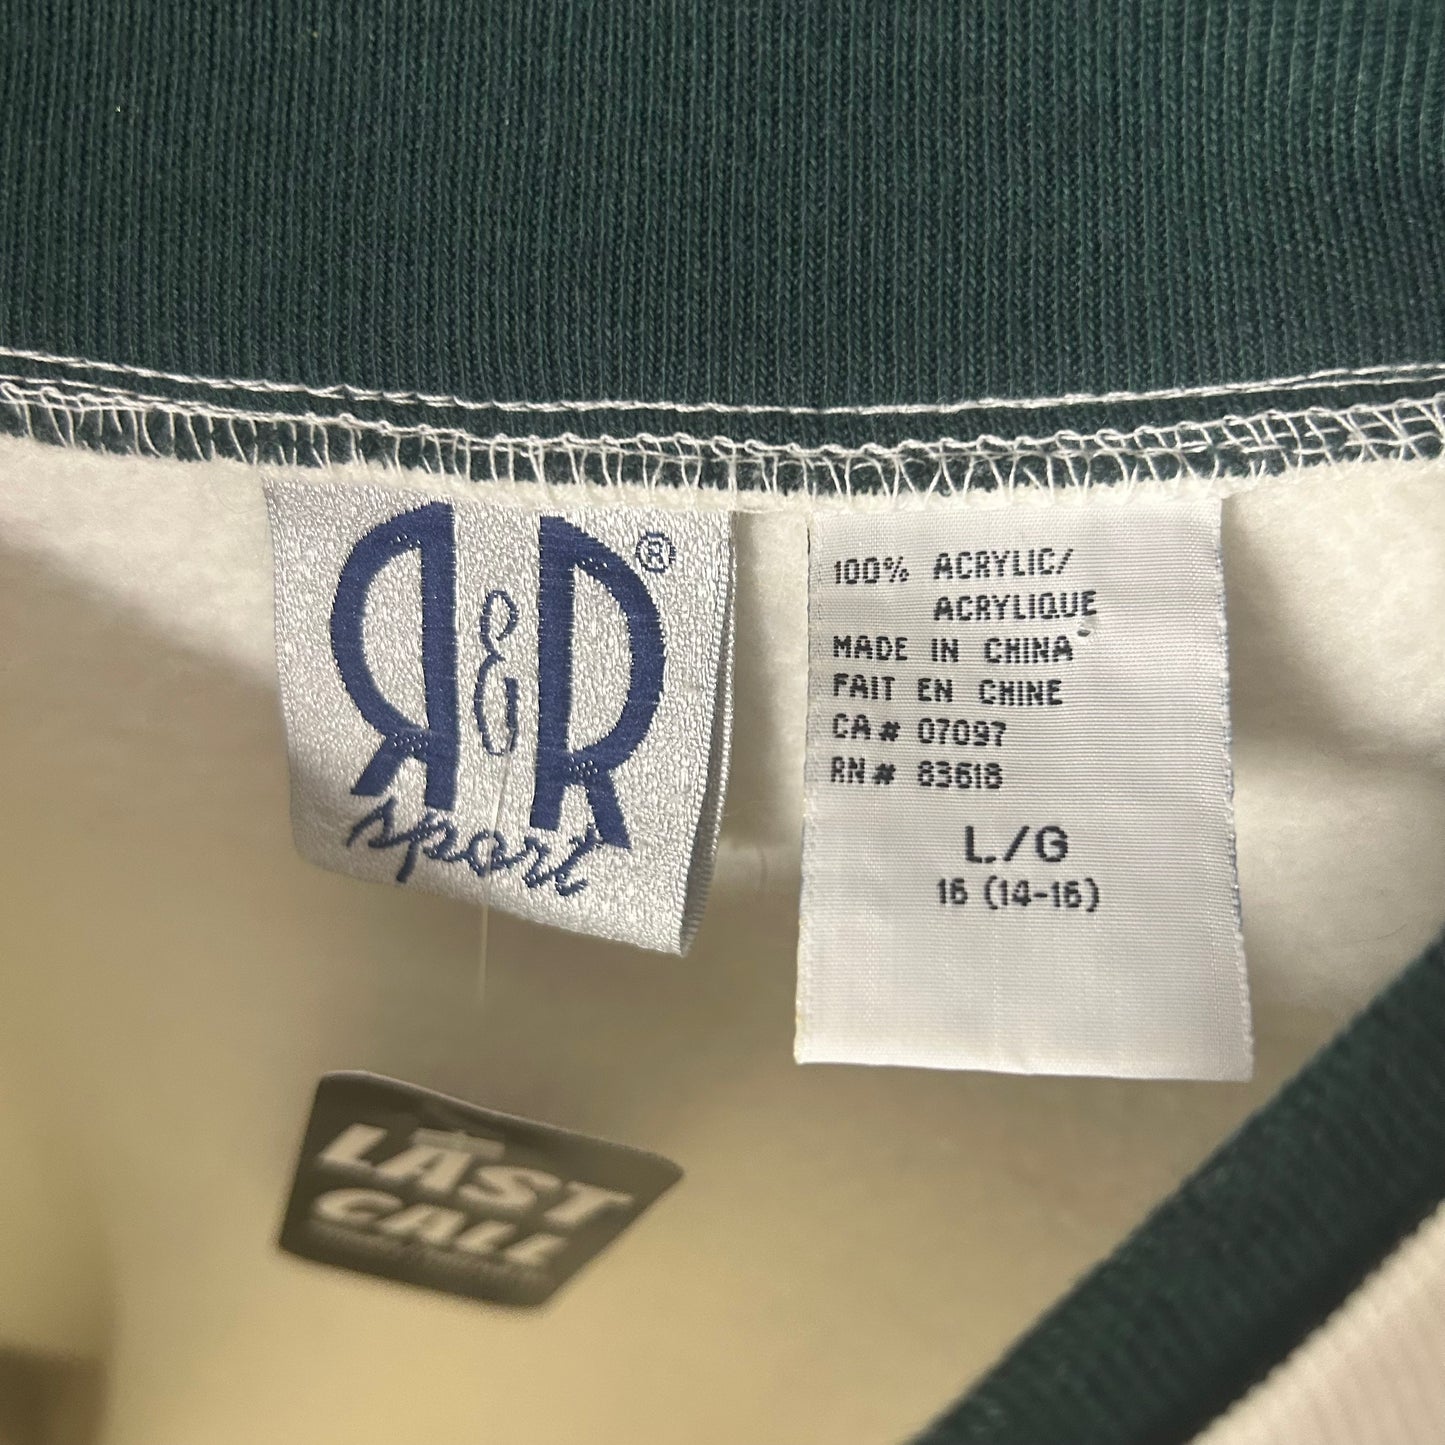 R & R ®
sport
100% ACRYLIC/
ACRYLIQUE
MADE IN CHINA
FAIT EN CHINE
CA# 07097
RN# 83618
L/G
16 (14-16)
LAST
CALL